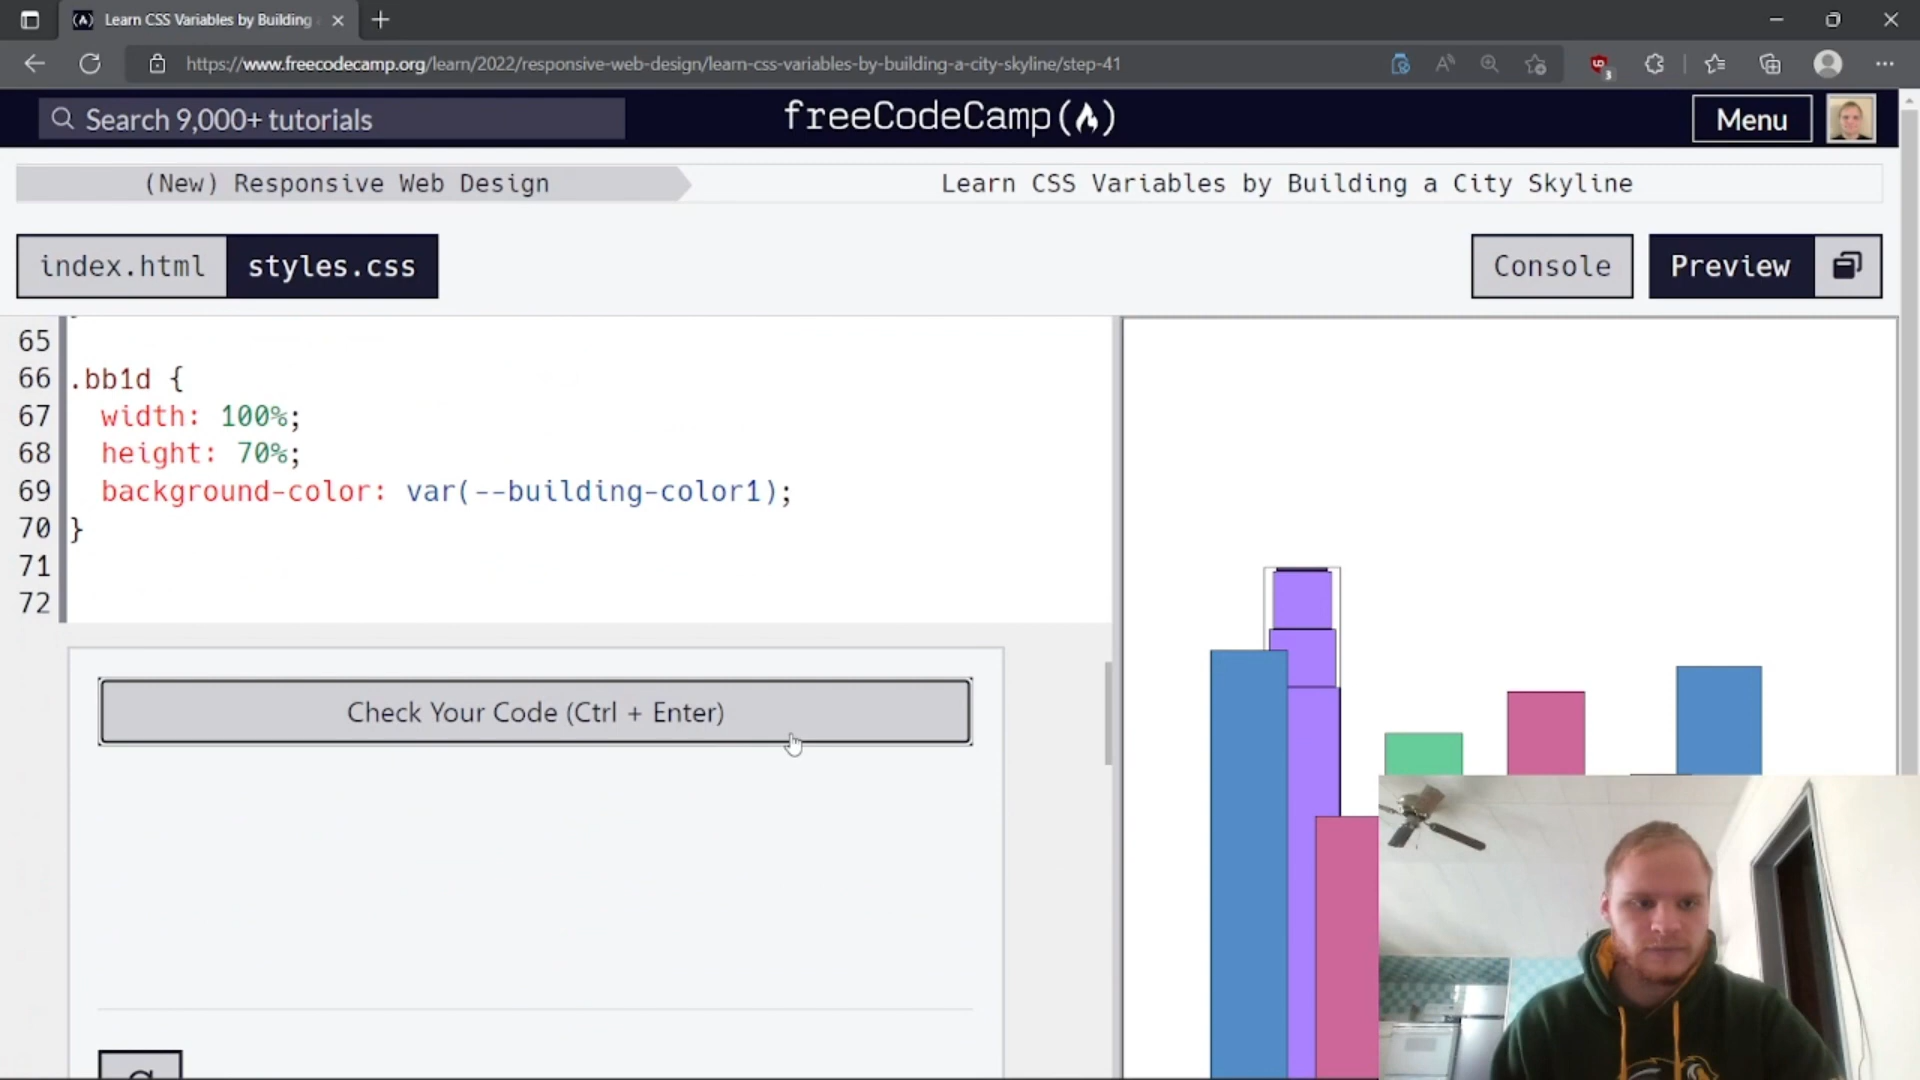 Learn CSS Variables by Building
https://www.freecodecamp.org/learn/2022/responsive-web-design/learn-css-variables-by-building-a-city-skyline/step-41
3
Search 9,000+ tutorials
freeCodeCamp
Menu
(New) Responsive Web Design
Learn CSS Variables by Building a City Skyline
index.html
styles.css
Console
Preview
65
66 .bb1d {
67 width: 100%;
68 height: 70%;
69 background-color: var(--building-color1);
70 }
71
72
Check Your Code (Ctrl + Enter)